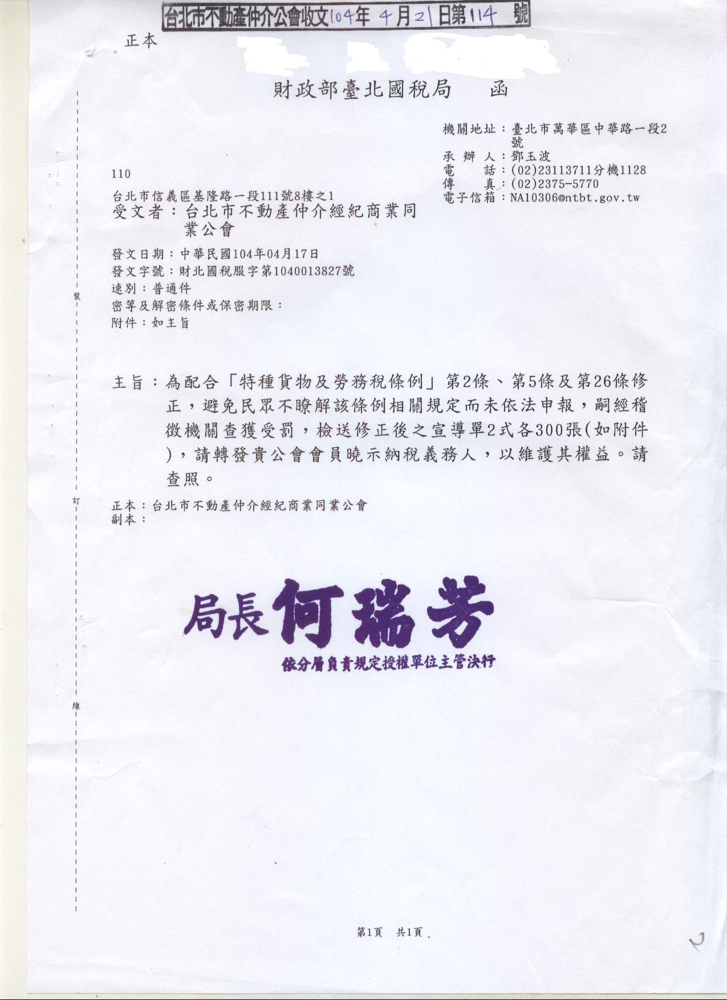 台北市不動產仲介公會收文104年4月21日第114號
正本
財政部臺北國稅局 函
機關地址：臺北市萬華區中華路一段2
號
承辦人：鄧玉波
電話：(02)23113711分機1128
傳真：(02)2375-5770
電子信箱：NA10306@ntbt.gov.tw
110
台北市信義區基隆路一段111號8樓之1
受文者：台北市不動產仲介經紀商業同
業公會
發文日期：中華民國104年04月17日
發文字號：財北國稅服字第1040013827號
速別：普通件
密等及解密條件或保密期限：
附件：如主旨
主旨：為配合「特種貨物及勞務稅條例」第2條、第5條及第26條修
正，避免民眾不瞭解該條例相關規定而未依法申報，嗣經稽
徵機關查獲受罰，檢送修正後之宣導單2式各300張(如附件
)，請轉發貴公會會員曉示納稅義務人，以維護其權益。請
查照。
正本：台北市不動產仲介經紀商業同業公會
副本：
裝
訂
線
局長何瑞芳
依分層負責規定授權單位主管決行
第1頁 共1頁